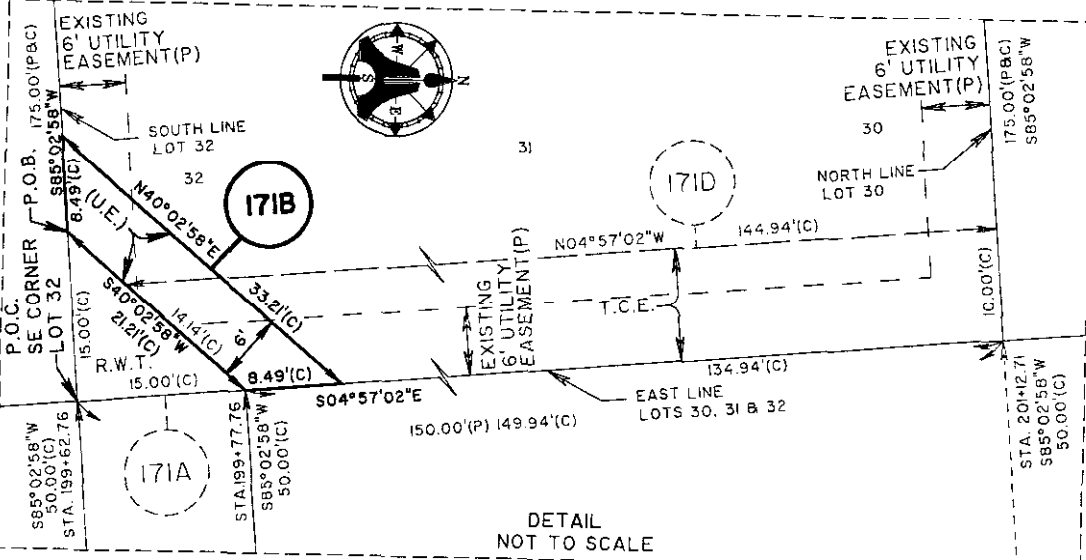 EXISTING
6' UTILITY
EASEMENT(P)
175.00'(P&C)
S85°02'58"W
SOUTH LINE
LOT 32
32
W
S
N
E
31
EXISTING
6' UTILITY
EASEMENT(P)
30
175.00'(P&C)
S85°02'58"W
NORTH LINE
LOT 30
P.O.C.
SE CORNER
LOT 32
P.O.B.
8.49'(C)
(U.E.)
N40°02'58"E
33.21'(C)
171B
171D
N04°57'02"W
144.94'(C)
S40°02'58"W
21.21'(C)
14.14'(C)
6'
15.00'(C)
R.W.T.
15.00'(C)
8.49'(C)
S04°57'02"E
EXISTING
6' UTILITY
EASEMENT(P)
T.C.E.
10.00'(C)
134.94'(C)
EAST LINE
LOTS 30, 31 & 32
150.00'(P) 149.94'(C)
S85°02'58"W
50.00'(C)
STA. 199+62.76
171A
STA.199+77.76
S85°02'58"W
50.00'(C)
STA. 201+12.71
S85°02'58"W
50.00'(C)
DETAIL
NOT TO SCALE